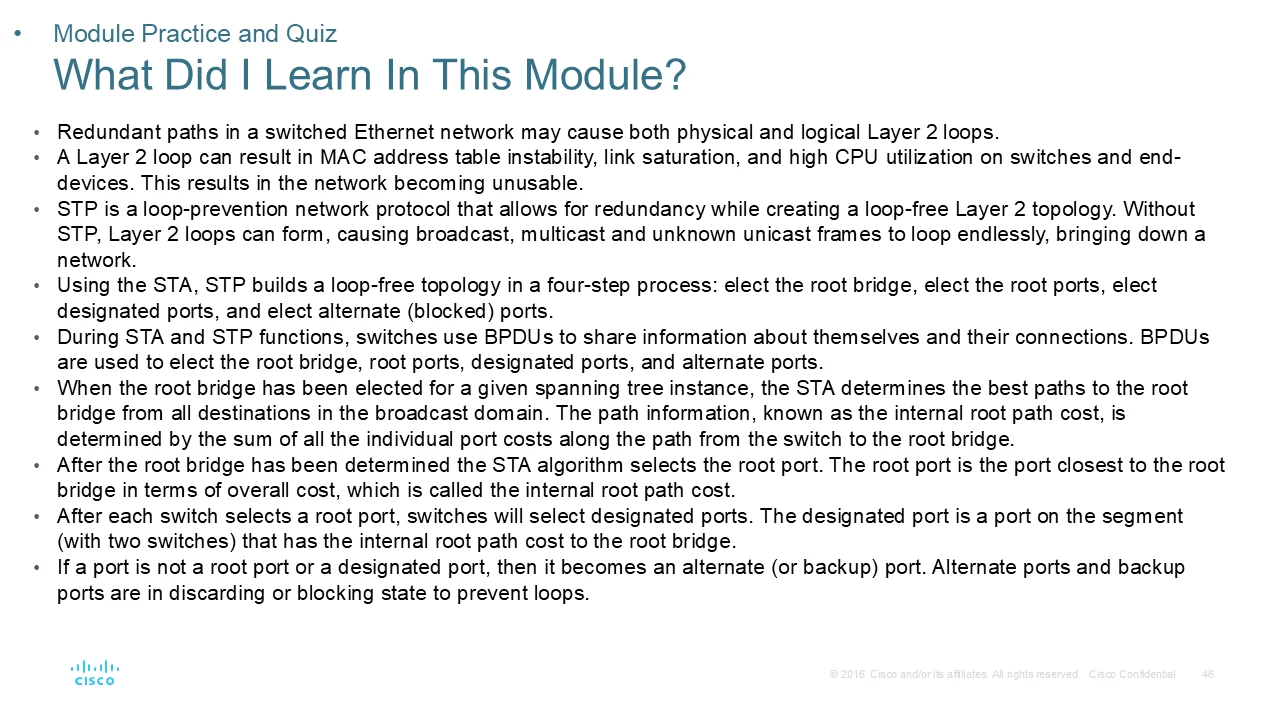 • Module Practice and Quiz
What Did I Learn In This Module?
• Redundant paths in a switched Ethernet network may cause both physical and logical Layer 2 loops.
• A Layer 2 loop can result in MAC address table instability, link saturation, and high CPU utilization on switches and end-
devices. This results in the network becoming unusable.
• STP is a loop-prevention network protocol that allows for redundancy while creating a loop-free Layer 2 topology. Without
STP, Layer 2 loops can form, causing broadcast, multicast and unknown unicast frames to loop endlessly, bringing down a
network.
• Using the STA, STP builds a loop-free topology in a four-step process: elect the root bridge, elect the root ports, elect
designated ports, and elect alternate (blocked) ports.
• During STA and STP functions, switches use BPDUs to share information about themselves and their connections. BPDUs
are used to elect the root bridge, root ports, designated ports, and alternate ports.
• When the root bridge has been elected for a given spanning tree instance, the STA determines the best paths to the root
bridge from all destinations in the broadcast domain. The path information, known as the internal root path cost, is
determined by the sum of all the individual port costs along the path from the switch to the root bridge.
• After the root bridge has been determined the STA algorithm selects the root port. The root port is the port closest to the root
bridge in terms of overall cost, which is called the internal root path cost.
• After each switch selects a root port, switches will select designated ports. The designated port is a port on the segment
(with two switches) that has the internal root path cost to the root bridge.
• If a port is not a root port or a designated port, then it becomes an alternate (or backup) port. Alternate ports and backup
ports are in discarding or blocking state to prevent loops.
CISCO
© 2016 Cisco and/or its affiliates. All rights reserved. Cisco Confidential 46